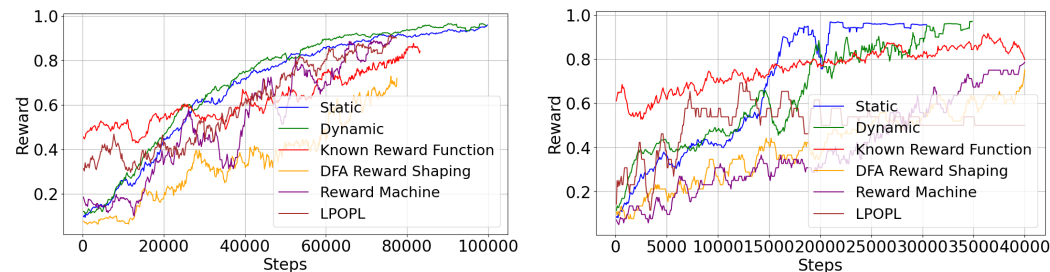 1.0
0.8
0.6
0.4
0.2
Reward
Static
Dynamic
Known Reward Function
DFA Reward Shaping
Reward Machine
LPOPL
0 20000 40000 60000 80000 100000
Steps
1.0
0.8
0.6
0.4
0.2
Reward
Static
Dynamic
Known Reward Function
DFA Reward Shaping
Reward Machine
LPOPL
0 5000 10000 15000 20000 25000 30000 35000 40000
Steps